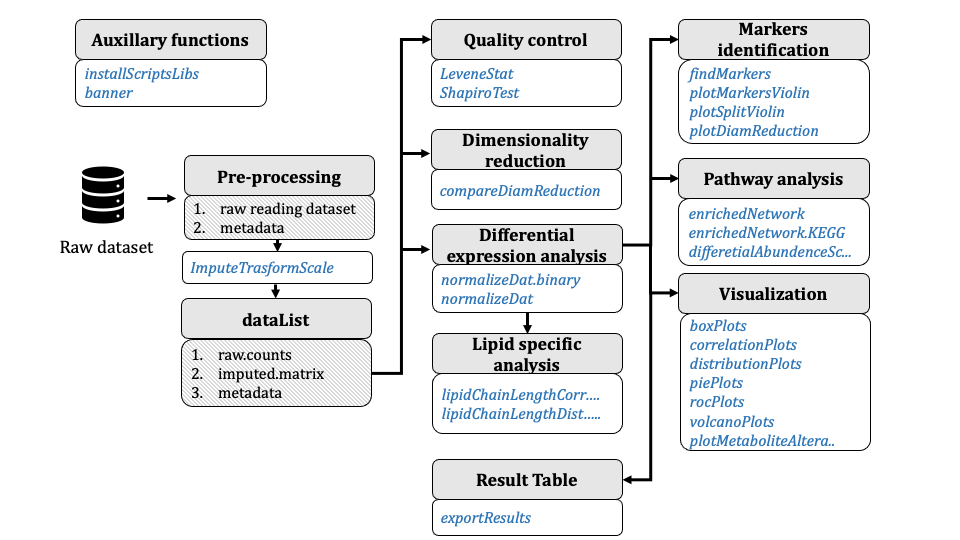 Auxillary functions
installScriptsLibs
banner
Raw dataset
Pre-processing
1. raw reading dataset
2. metadata
ImputeTrasformScale
dataList
1. raw.counts
2. imputed.matrix
3. metadata
Quality control
LeveneStat
ShapiroTest
Dimensionality
reduction
compareDiamReduction
Differential
expression analysis
normalizeDat.binary
normalizeDat
Lipid specific
analysis
lipidChainLengthCorr....
lipidChainLengthDist.....
Result Table
exportResults
Markers
identification
findMarkers
plotMarkersViolin
plotSplitViolin
plotDiamReduction
Pathway analysis
enrichedNetwork
enrichedNetwork.KEGG
differetialAbundenceSc...
Visualization
boxPlots
correlationPlots
distributionPlots
piePlots
rocPlots
volcanoPlots
plotMetaboliteAltera..